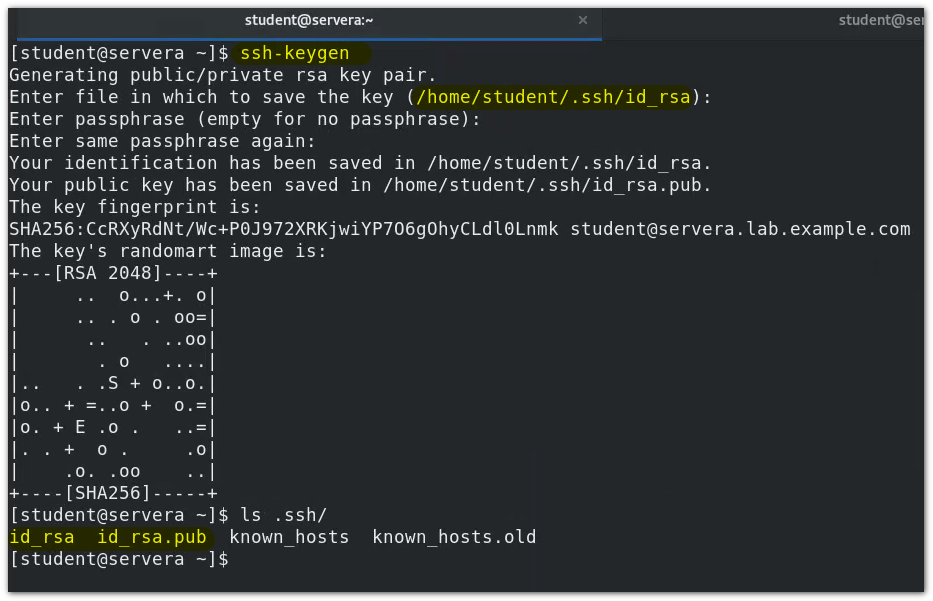 student@servera:~ × student@ser
[student@servera ~]$ ssh-keygen
Generating public/private rsa key pair.
Enter file in which to save the key (/home/student/.ssh/id_rsa):
Enter passphrase (empty for no passphrase):
Enter same passphrase again:
Your identification has been saved in /home/student/.ssh/id_rsa.
Your public key has been saved in /home/student/.ssh/id_rsa.pub.
The key fingerprint is:
SHA256:CcRXyRdNt/Wc+P0J972XRKjwiYP7O6gOhyCLdl0Lnmk student@servera.lab.example.com
The key's randomart image is:
+---[RSA 2048]----+
|     ..  o...+. o|
|     .. . o . oo=|
|      ..   . ..oo|
|       . o   ....|
|..   . .S + o..o.|
|o.. + =..o +  o.=|
|o. + E .o .   ..=|
|. . +  o .     .o|
|    .o. .oo    ..|
+----[SHA256]-----+
[student@servera ~]$ ls .ssh/
id_rsa  id_rsa.pub  known_hosts  known_hosts.old
[student@servera ~]$